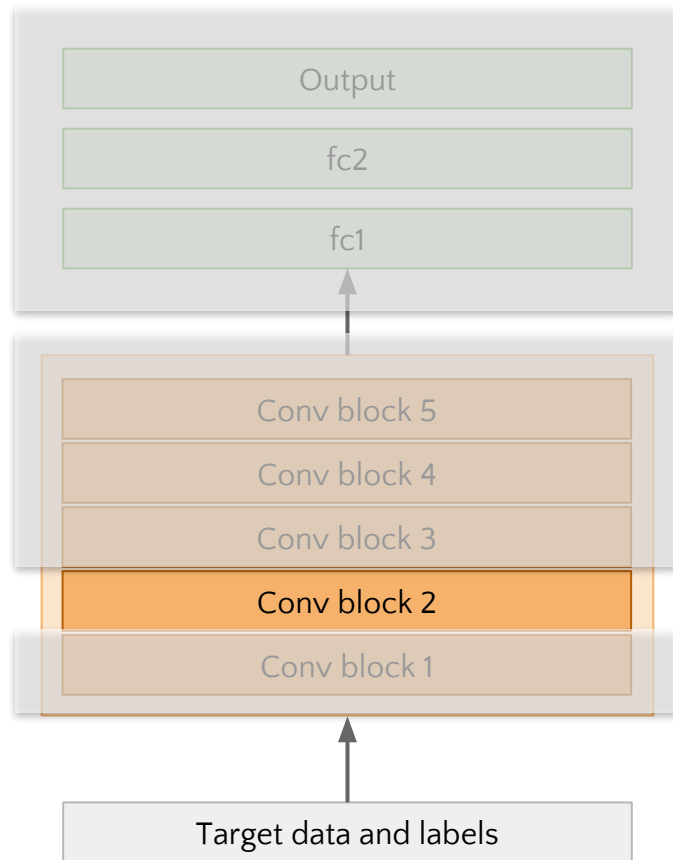 Output
fc2
fc1
Conv block 5
Conv block 4
Conv block 3
Conv block 2
Conv block 1
Target data and labels